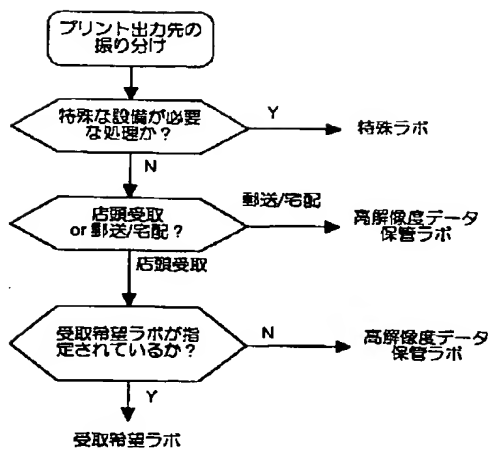 プリント出力先の
振り分け
特殊な設備が必要
な処理か？
Y
特殊ラボ
N
店頭受取
or 郵送/宅配？
郵送/宅配
高解像度データ
保管ラボ
店頭受取
受取希望ラボが指
定されているか？
N
高解像度データ
保管ラボ
Y
受取希望ラボ